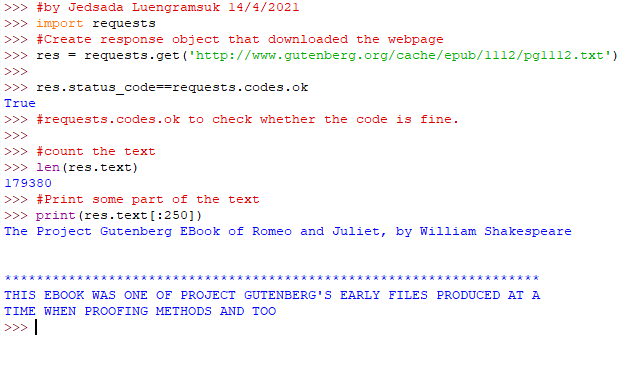 >>> #by Jedsada Luengramsuk 14/4/2021
>>> import requests
>>> #Create response object that downloaded the webpage
>>> res = requests.get('http://www.gutenberg.org/cache/epub/1112/pg1112.txt')
>>>
>>> res.status_code==requests.codes.ok
True
>>> #requests.codes.ok to check whether the code is fine.
>>>
>>> #count the text
>>> len(res.text)
179380
>>> #Print some part of the text
>>> print(res.text[:250])
The Project Gutenberg EBook of Romeo and Juliet, by William Shakespeare
*******************************************************************
THIS EBOOK WAS ONE OF PROJECT GUTENBERG'S EARLY FILES PRODUCED AT A
TIME WHEN PROOFING METHODS AND TOO
>>>